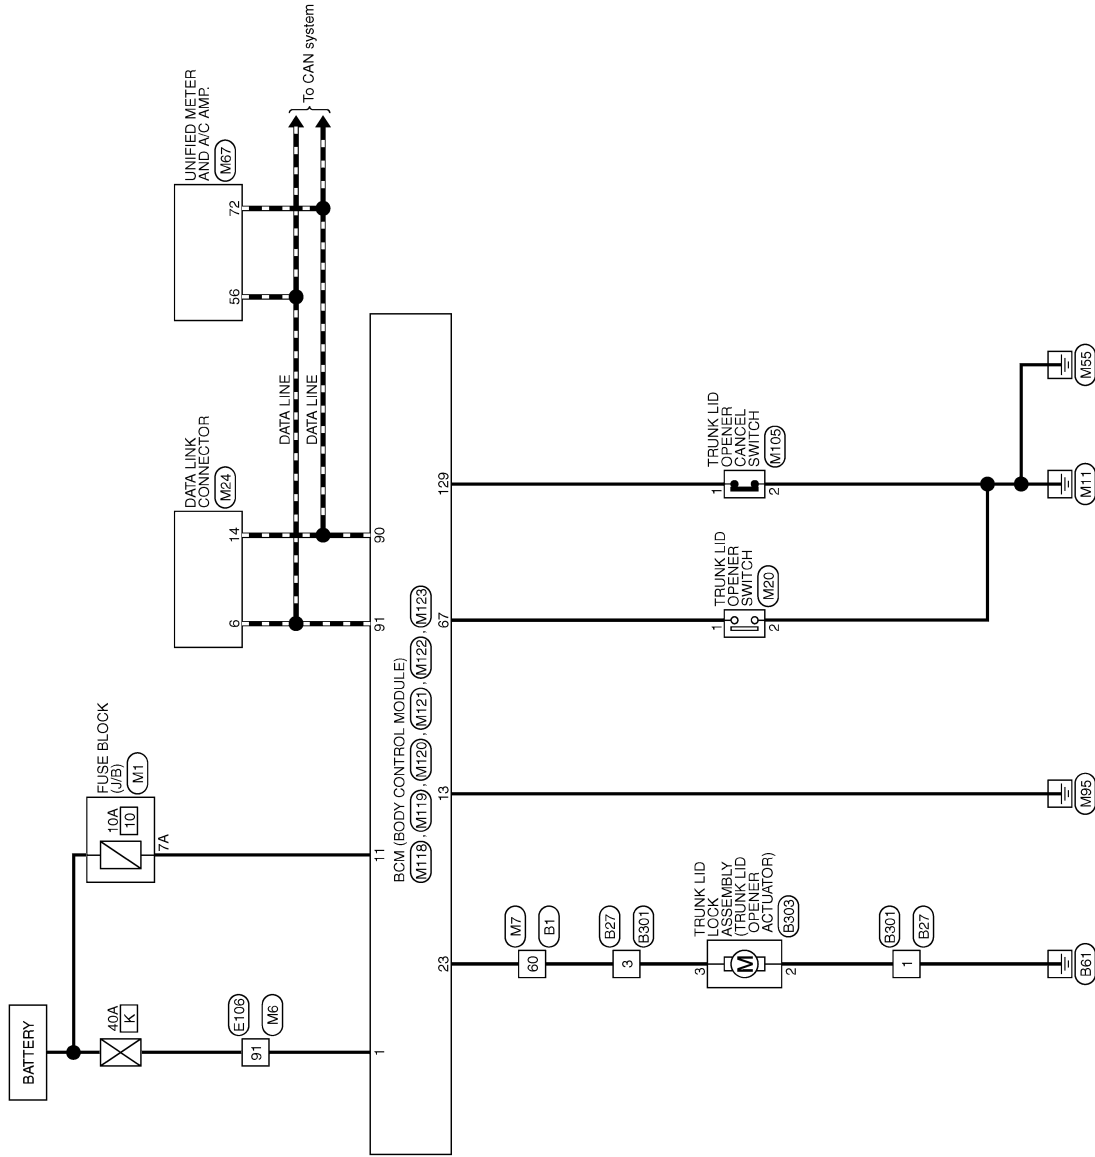 BATTERY
40A
K
E106
91
M6
1
FUSE BLOCK
(J/B)
M1
10A
10
7A
11
DATA LINK
CONNECTOR
M24
6
14
91
90
UNIFIED METER
AND A/C AMP.
M67
56
72
DATA LINE
DATA LINE
To CAN system
BCM (BODY CONTROL MODULE)
M118 , M119 , M120 , M121 , M122 , M123
23
13
67
129
M7
60
B1
B27
3
B301
TRUNK LID
LOCK
ASSEMBLY
(TRUNK LID
OPENER
ACTUATOR)
B303
3
M
2
B301
1
B27
B61
M95
TRUNK LID
OPENER
SWITCH
M20
1
2
TRUNK LID
OPENER
CANCEL
SWITCH
M105
1
2
M11
M55